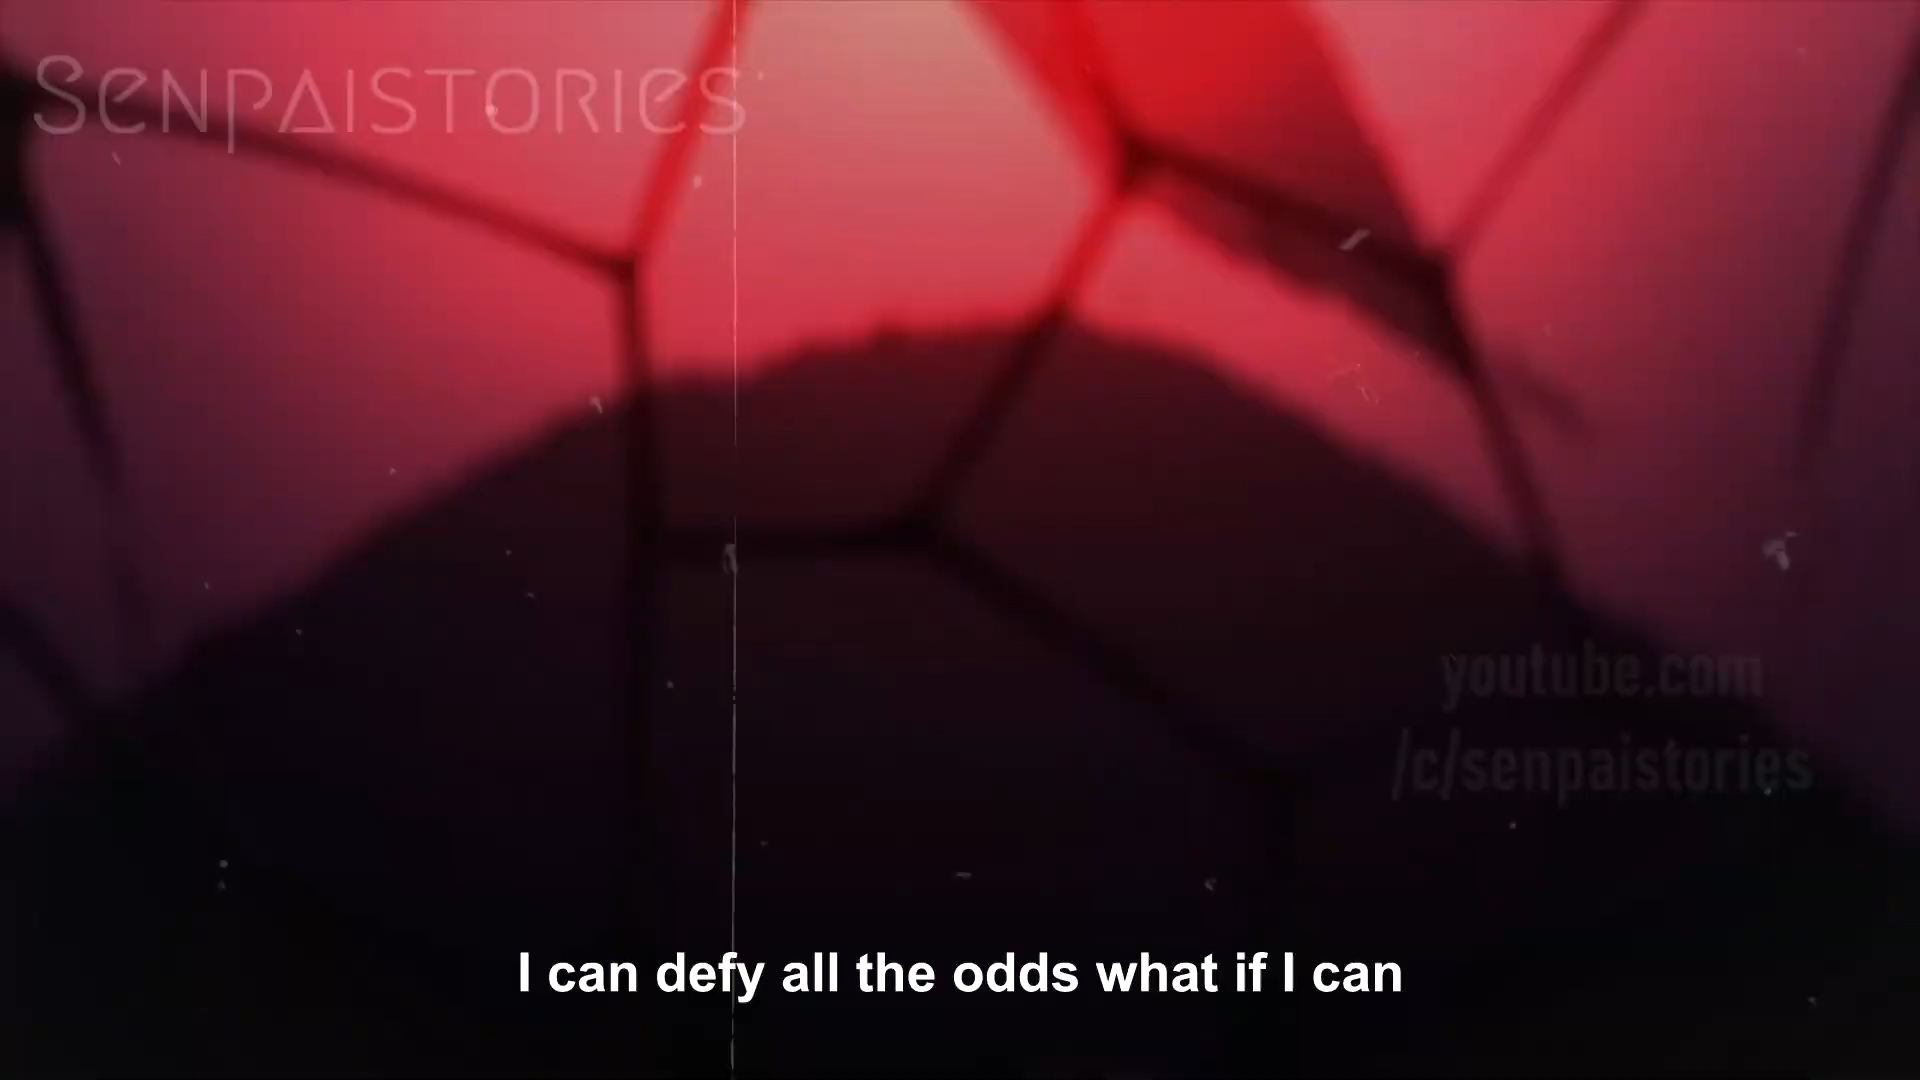 SENPAISTORIES
youtube.com
/c/senpaistories
I can defy all the odds what if I can